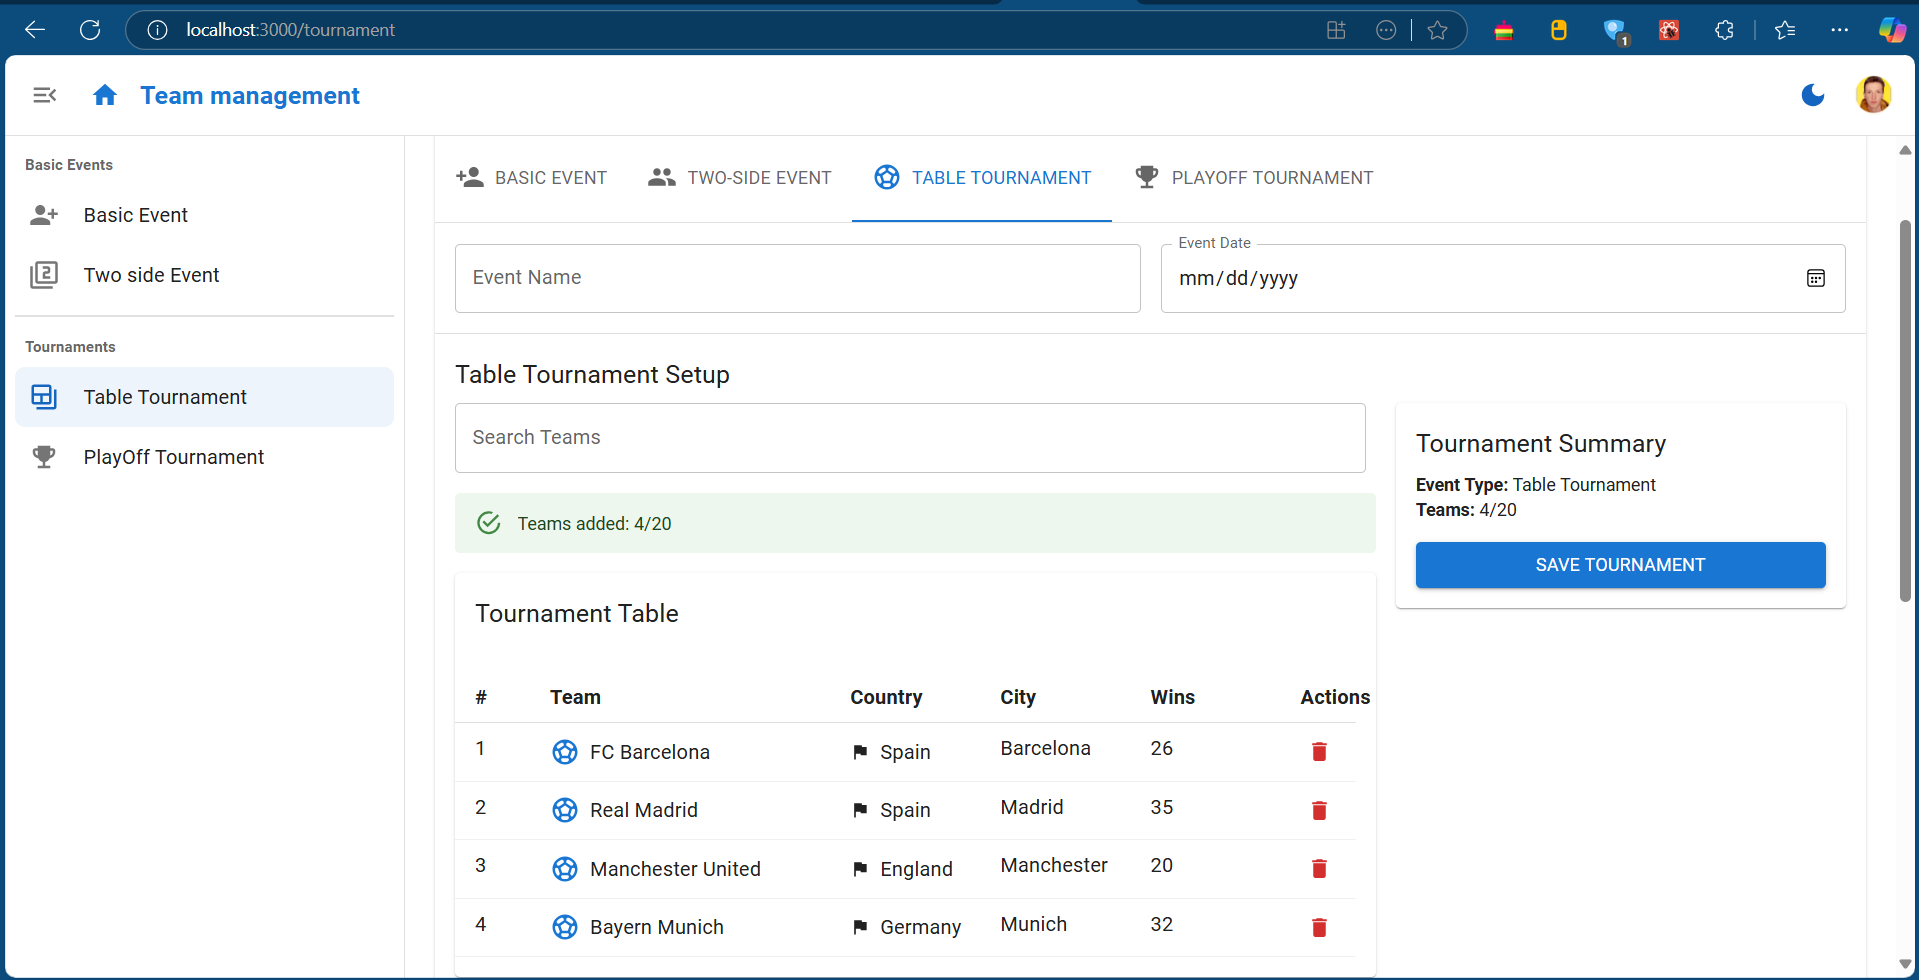 localhost:3000/tournament
1
Team management
Basic Events
Basic Event
2
Two side Event
Tournaments
Table Tournament
PlayOff Tournament
BASIC EVENT
TWO-SIDE EVENT
TABLE TOURNAMENT
PLAYOFF TOURNAMENT
Event Name
Event Date
mm/dd/yyyy
Table Tournament Setup
Search Teams
Teams added: 4/20
Tournament Table
# Team Country City Wins Actions
1 FC Barcelona Spain Barcelona 26
2 Real Madrid Spain Madrid 35
3 Manchester United England Manchester 20
4 Bayern Munich Germany Munich 32
Tournament Summary
Event Type: Table Tournament
Teams: 4/20
SAVE TOURNAMENT